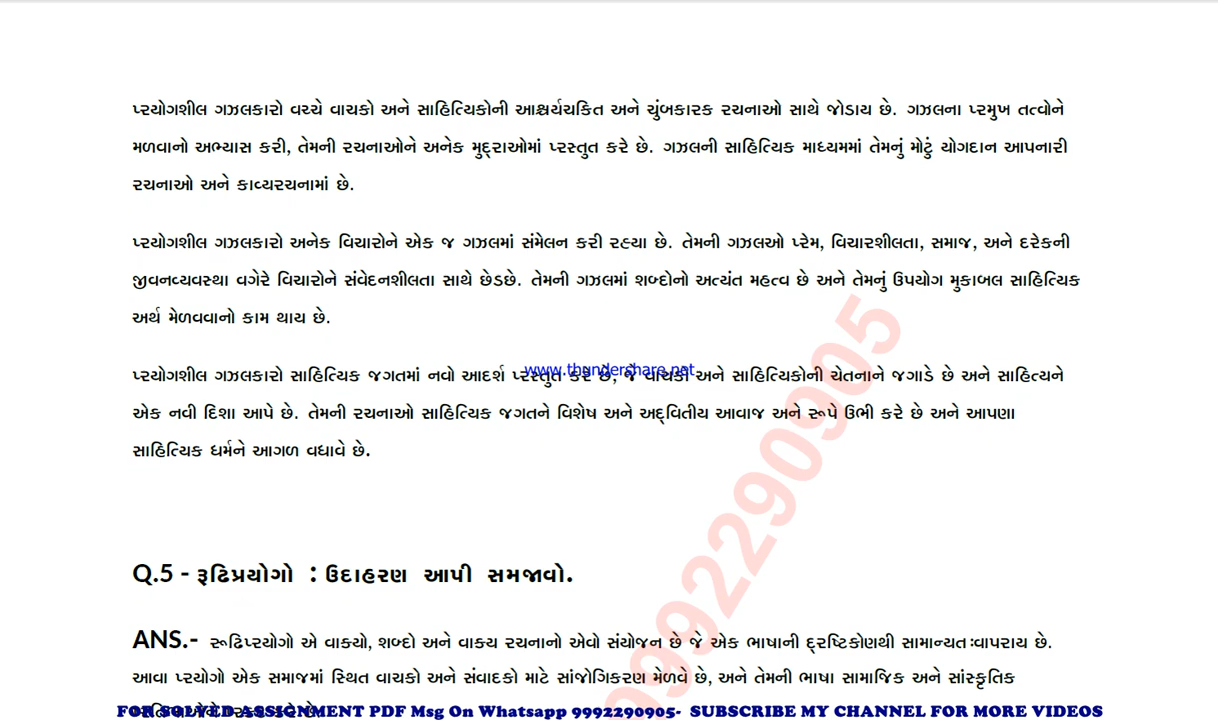 પ્રયોગશીલ ગઝલકારો વચ્ચે વાચકો અને સાહિત્યિકોની આશ્ચર્યચકિત અને ચુંબકારક રચનાઓ સાથે જોડાય છે. ગઝલના પ્રમુખ તત્વોને
મળવાનો અભ્યાસ કરી, તેમની રચનાઓને અનેક મુદ્રાઓમાં પ્રસ્તુત કરે છે. ગઝલની સાહિત્યિક માધ્યમમાં તેમનું મોટું યોગદાન આપનારી
રચનાઓ અને કાવ્યરચનામાં છે.
પ્રયોગશીલ ગઝલકારો અનેક વિચારોને એક જ ગઝલમાં સંમેલન કરી રહ્યા છે. તેમની ગઝલઓ પ્રેમ, વિચારશીલતા, સમાજ, અને દરેકની
જીવનવ્યવસ્થા વગેરે વિચારોને સંવેદનશીલતા સાથે છેડછે. તેમની ગઝલમાં શબ્દોનો અત્યંત મહત્વ છે અને તેમનું ઉપયોગ મુકાબલ સાહિત્યિક
અર્થ મેળવવાનો કામ થાય છે.
www.thundershare.net
પ્રયોગશીલ ગઝલકારો સાહિત્યિક જગતમાં નવો આદર્શ પ્રસ્તુત કરે છે, જે વાચકો અને સાહિત્યિકોની ચેતનાને જગાડે છે અને સાહિત્યને
એક નવી દિશા આપે છે. તેમની રચનાઓ સાહિત્યિક જગતને વિશેષ અને અદ્વિતીય આવાજ અને રૂપે ઉભી કરે છે અને આપણા
સાહિત્યિક ધર્મને આગળ વધાવે છે.
Q.5 - રૂઢિપ્રયોગો : ઉદાહરણ આપી સમજાવો.
ANS.- રૂઢિપ્રયોગો એ વાક્યો, શબ્દો અને વાક્ય રચનાનો એવો સંયોજન છે જે એક ભાષાની દ્રષ્ટિકોણથી સામાન્યતઃવાપરાય છે.
આવા પ્રયોગો એક સમાજમાં સ્થિત વાચકો અને સંવાદકો માટે સાંજોગિકરણ મેળવે છે, અને તેમની ભાષા સામાજિક અને સાંસ્કૃતિક
FOR SOLVED ASSIGNMENT PDF Msg On Whatsapp 9992290905- SUBSCRIBE MY CHANNEL FOR MORE VIDEOS
9992290905